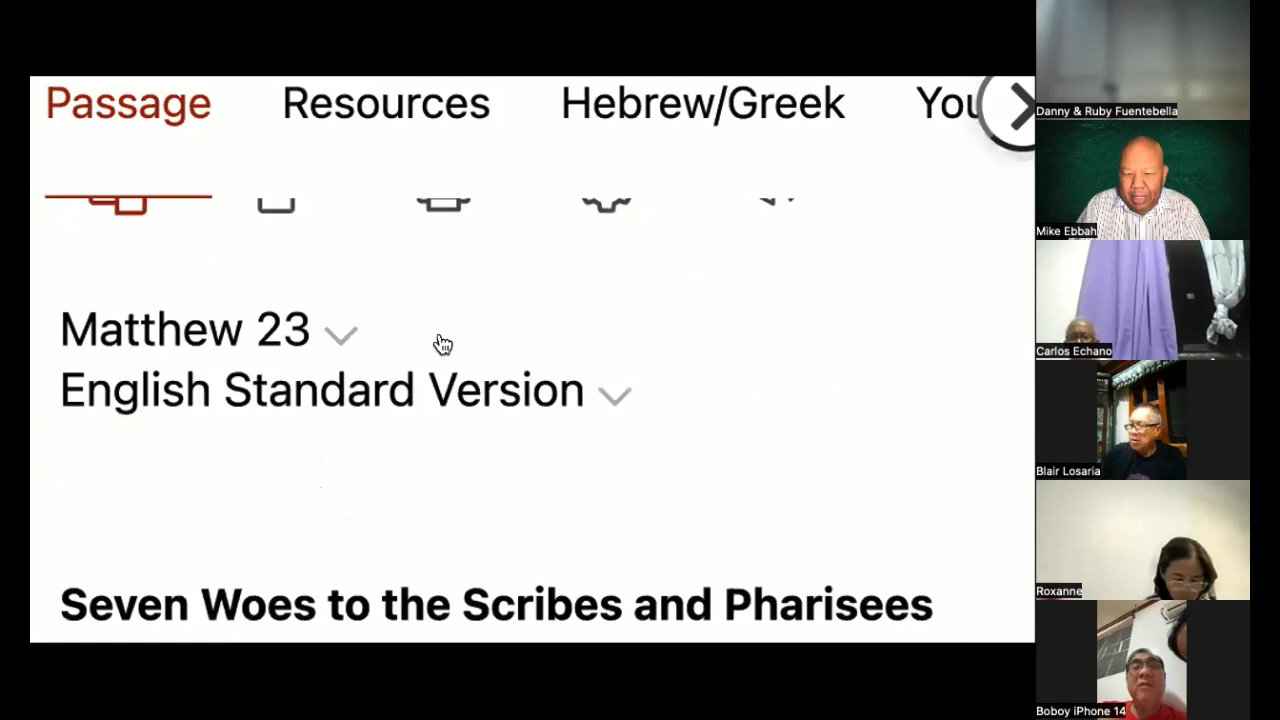 Passage Resources Hebrew/Greek You
Matthew 23
English Standard Version
Seven Woes to the Scribes and Pharisees
Danny & Ruby Fuentebella
Mike Ebbah
Carlos Echano
Blair Losaria
Roxanne
Boboy iPhone 14